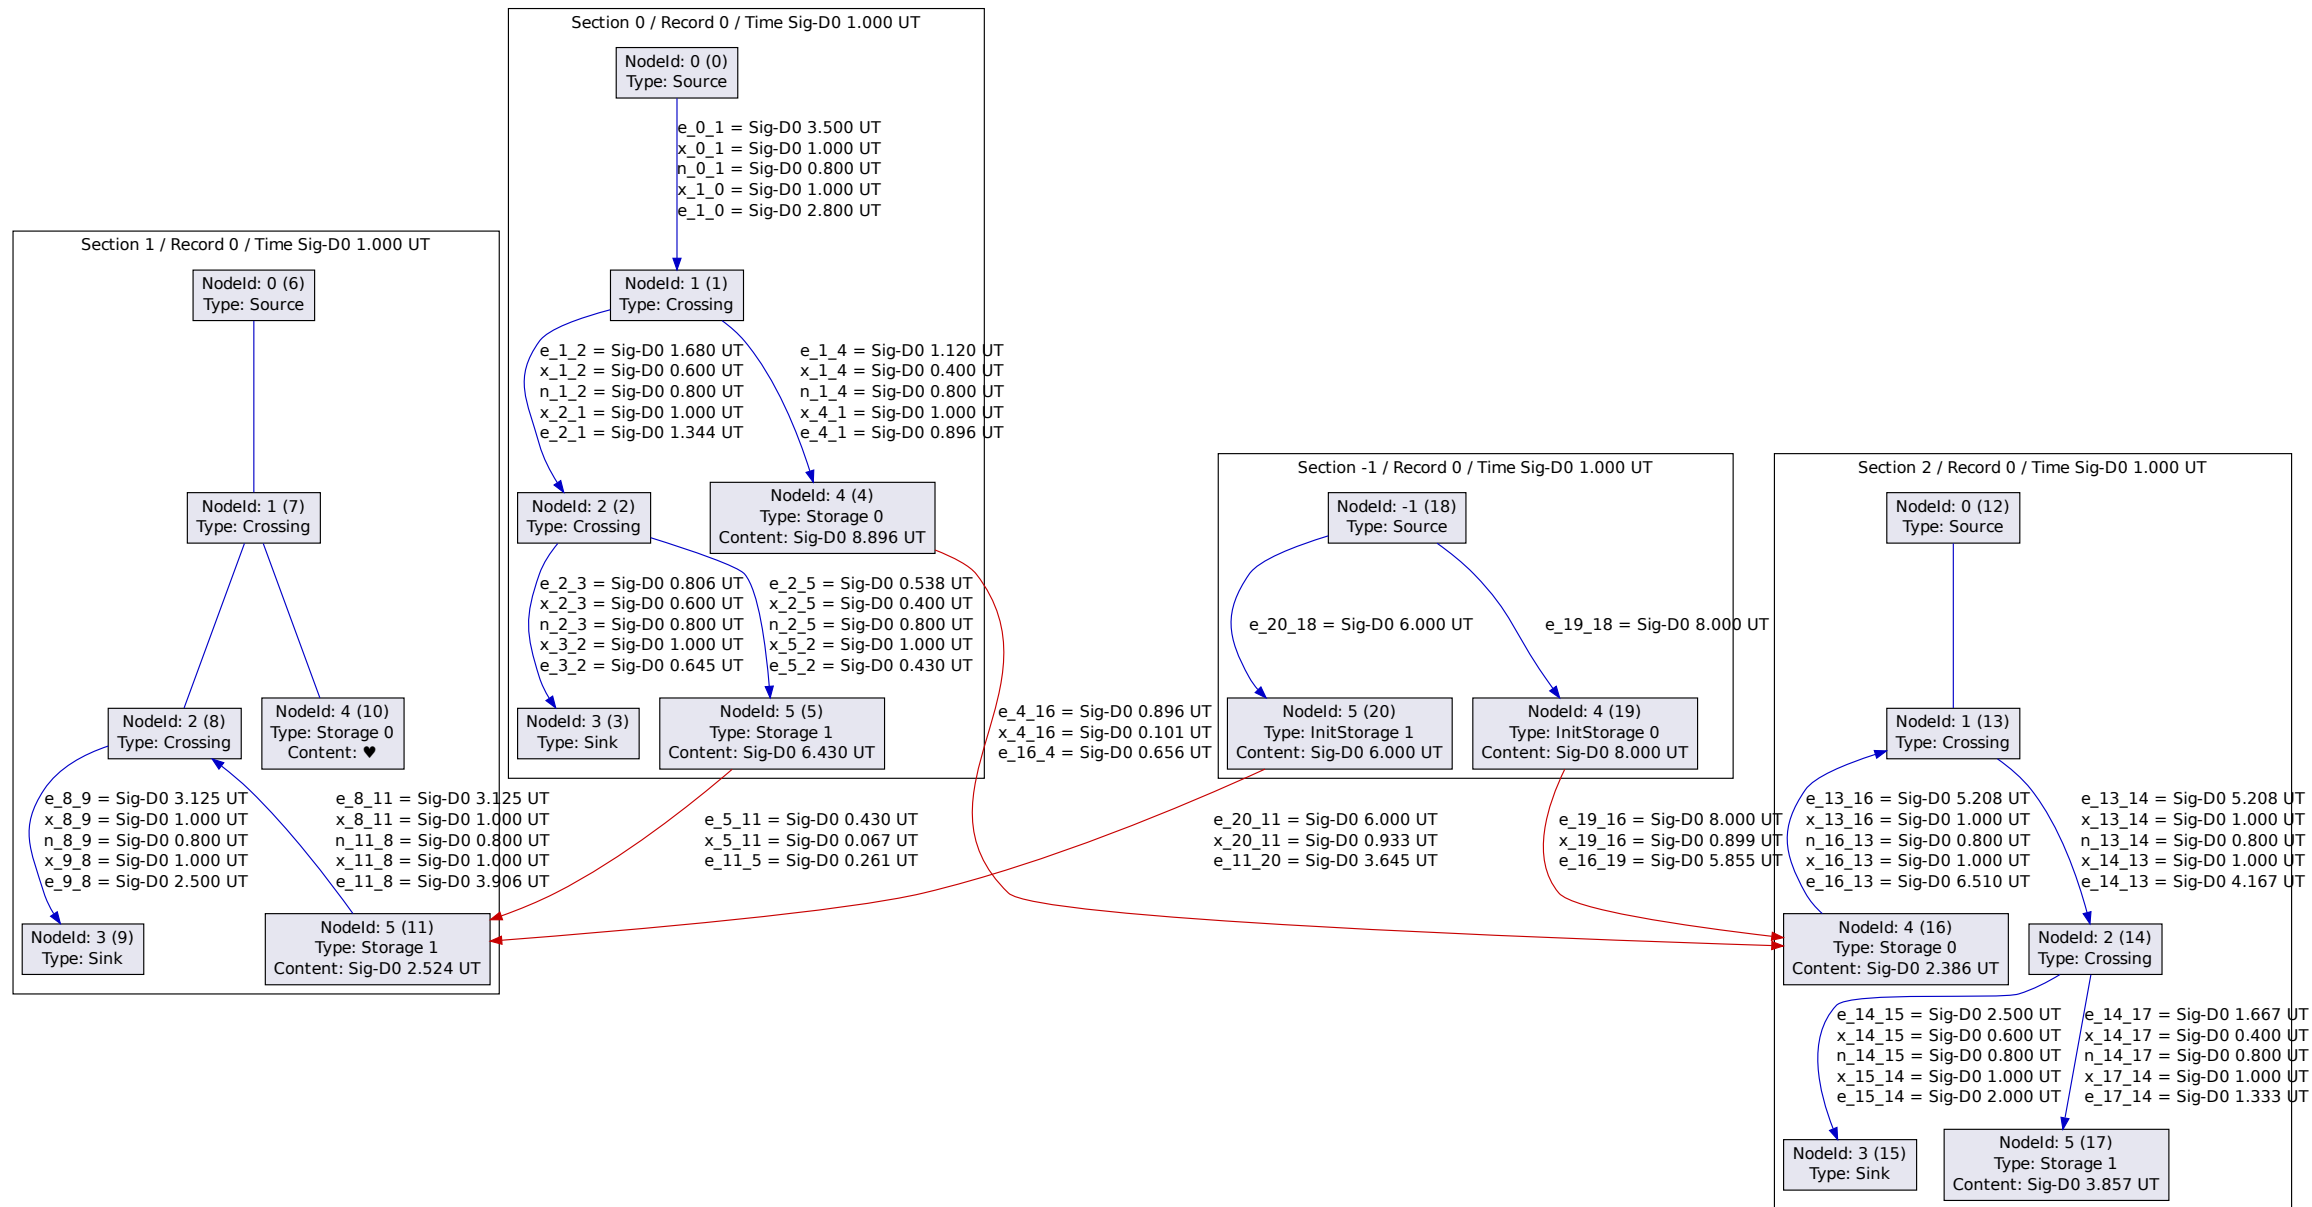 Section 0 / Record 0 / Time Sig-D0 1.000 UT
NodeId: 0 (0)
Type: Source
e_0_1 = Sig-D0 3.500 UT
x_0_1 = Sig-D0 1.000 UT
n_0_1 = Sig-D0 0.800 UT
x_1_0 = Sig-D0 1.000 UT
e_1_0 = Sig-D0 2.800 UT
NodeId: 1 (1)
Type: Crossing
e_1_2 = Sig-D0 1.680 UT
x_1_2 = Sig-D0 0.600 UT
n_1_2 = Sig-D0 0.800 UT
x_2_1 = Sig-D0 1.000 UT
e_2_1 = Sig-D0 1.344 UT
e_1_4 = Sig-D0 1.120 UT
x_1_4 = Sig-D0 0.400 UT
n_1_4 = Sig-D0 0.800 UT
x_4_1 = Sig-D0 1.000 UT
e_4_1 = Sig-D0 0.896 UT
NodeId: 2 (2)
Type: Crossing
NodeId: 4 (4)
Type: Storage 0
Content: Sig-D0 8.896 UT
e_2_3 = Sig-D0 0.806 UT
x_2_3 = Sig-D0 0.600 UT
n_2_3 = Sig-D0 0.800 UT
x_3_2 = Sig-D0 1.000 UT
e_3_2 = Sig-D0 0.645 UT
e_2_5 = Sig-D0 0.538 UT
x_2_5 = Sig-D0 0.400 UT
n_2_5 = Sig-D0 0.800 UT
x_5_2 = Sig-D0 1.000 UT
e_5_2 = Sig-D0 0.430 UT
NodeId: 3 (3)
Type: Sink
NodeId: 5 (5)
Type: Storage 1
Content: Sig-D0 6.430 UT
Section 1 / Record 0 / Time Sig-D0 1.000 UT
NodeId: 0 (6)
Type: Source
NodeId: 1 (7)
Type: Crossing
NodeId: 2 (8)
Type: Crossing
NodeId: 4 (10)
Type: Storage 0
Content: ♥
e_8_9 = Sig-D0 3.125 UT
x_8_9 = Sig-D0 1.000 UT
n_8_9 = Sig-D0 0.800 UT
x_9_8 = Sig-D0 1.000 UT
e_9_8 = Sig-D0 2.500 UT
e_8_11 = Sig-D0 3.125 UT
x_8_11 = Sig-D0 1.000 UT
n_11_8 = Sig-D0 0.800 UT
x_11_8 = Sig-D0 1.000 UT
e_11_8 = Sig-D0 3.906 UT
NodeId: 3 (9)
Type: Sink
NodeId: 5 (11)
Type: Storage 1
Content: Sig-D0 2.524 UT
e_5_11 = Sig-D0 0.430 UT
x_5_11 = Sig-D0 0.067 UT
e_11_5 = Sig-D0 0.261 UT
e_4_16 = Sig-D0 0.896 UT
x_4_16 = Sig-D0 0.101 UT
e_16_4 = Sig-D0 0.656 UT
Section -1 / Record 0 / Time Sig-D0 1.000 UT
NodeId: -1 (18)
Type: Source
e_20_18 = Sig-D0 6.000 UT
e_19_18 = Sig-D0 8.000 UT
NodeId: 5 (20)
Type: InitStorage 1
Content: Sig-D0 6.000 UT
NodeId: 4 (19)
Type: InitStorage 0
Content: Sig-D0 8.000 UT
e_20_11 = Sig-D0 6.000 UT
x_20_11 = Sig-D0 0.933 UT
e_11_20 = Sig-D0 3.645 UT
e_19_16 = Sig-D0 8.000 UT
x_19_16 = Sig-D0 0.899 UT
e_16_19 = Sig-D0 5.855 UT
Section 2 / Record 0 / Time Sig-D0 1.000 UT
NodeId: 0 (12)
Type: Source
NodeId: 1 (13)
Type: Crossing
e_13_16 = Sig-D0 5.208 UT
x_13_16 = Sig-D0 1.000 UT
n_16_13 = Sig-D0 0.800 UT
x_16_13 = Sig-D0 1.000 UT
e_16_13 = Sig-D0 6.510 UT
e_13_14 = Sig-D0 5.208 UT
x_13_14 = Sig-D0 1.000 UT
n_13_14 = Sig-D0 0.800 UT
x_14_13 = Sig-D0 1.000 UT
e_14_13 = Sig-D0 4.167 UT
NodeId: 4 (16)
Type: Storage 0
Content: Sig-D0 2.386 UT
NodeId: 2 (14)
Type: Crossing
e_14_15 = Sig-D0 2.500 UT
x_14_15 = Sig-D0 0.600 UT
n_14_15 = Sig-D0 0.800 UT
x_15_14 = Sig-D0 1.000 UT
e_15_14 = Sig-D0 2.000 UT
e_14_17 = Sig-D0 1.667 UT
x_14_17 = Sig-D0 0.400 UT
n_14_17 = Sig-D0 0.800 UT
x_17_14 = Sig-D0 1.000 UT
e_17_14 = Sig-D0 1.333 UT
NodeId: 3 (15)
Type: Sink
NodeId: 5 (17)
Type: Storage 1
Content: Sig-D0 3.857 UT